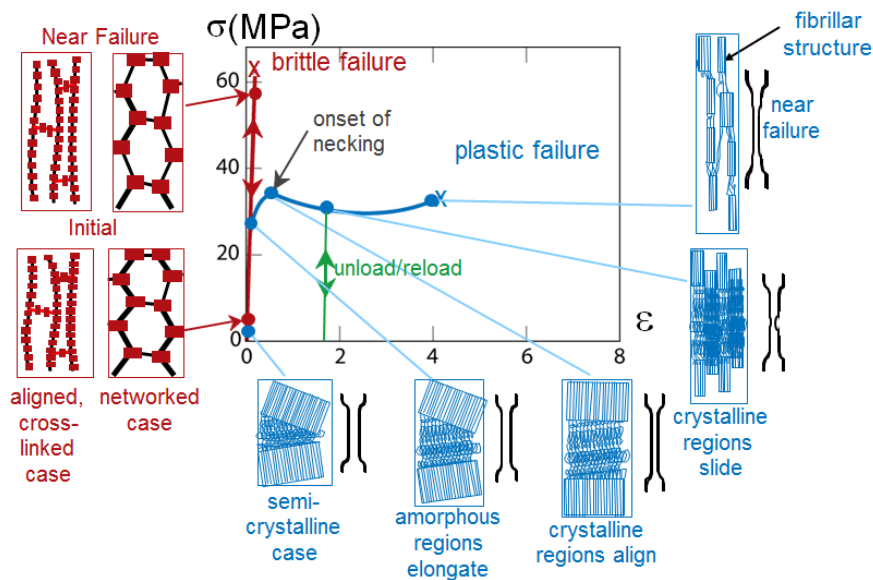 Near Failure
σ(MPa)
60
40
20
0
X
brittle failure
onset of
necking
plastic failure
X
unload/reload
ε
0
2
4
6
8
fibrillar
structure
near
failure
Initial
aligned,
cross-
linked
case
networked
case
semi-
crystalline
case
amorphous
regions
elongate
crystalline
regions align
crystalline
regions
slide